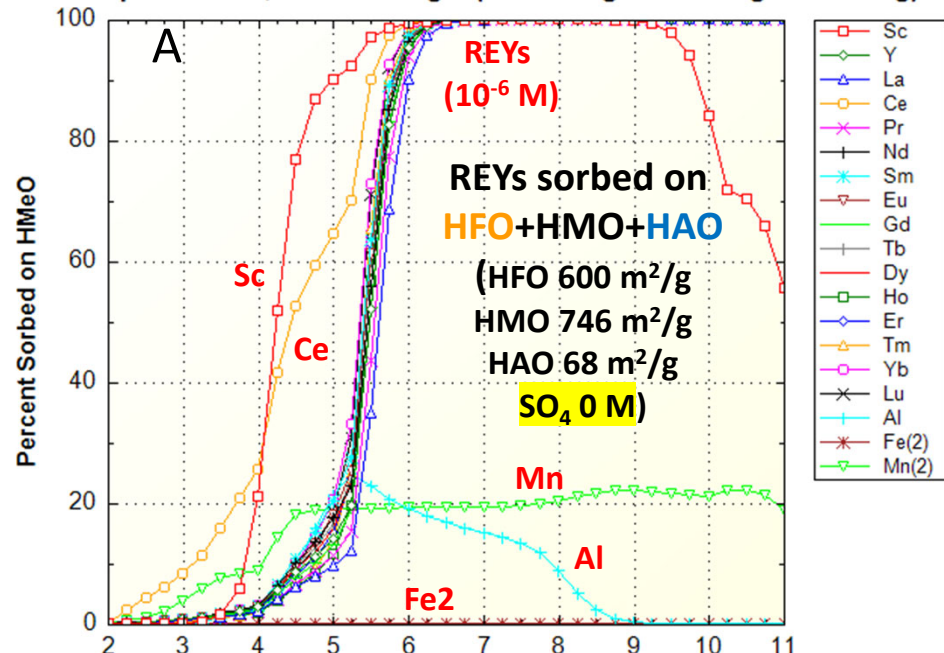 A
REYs
(10⁻⁶ M)
REYs sorbed on
HFO+HMO+HAO
(HFO 600 m²/g
HMO 746 m²/g
HAO 68 m²/g
SO₄ 0 M)
Sc
Ce
Mn
Al
Fe2
Percent Sorbed on HMeO
100
80
60
40
20
0
2 3 4 5 6 7 8 9 10 11
Sc
Y
La
Ce
Pr
Nd
Sm
Eu
Gd
Tb
Dy
Ho
Er
Tm
Yb
Lu
Al
Fe(2)
Mn(2)